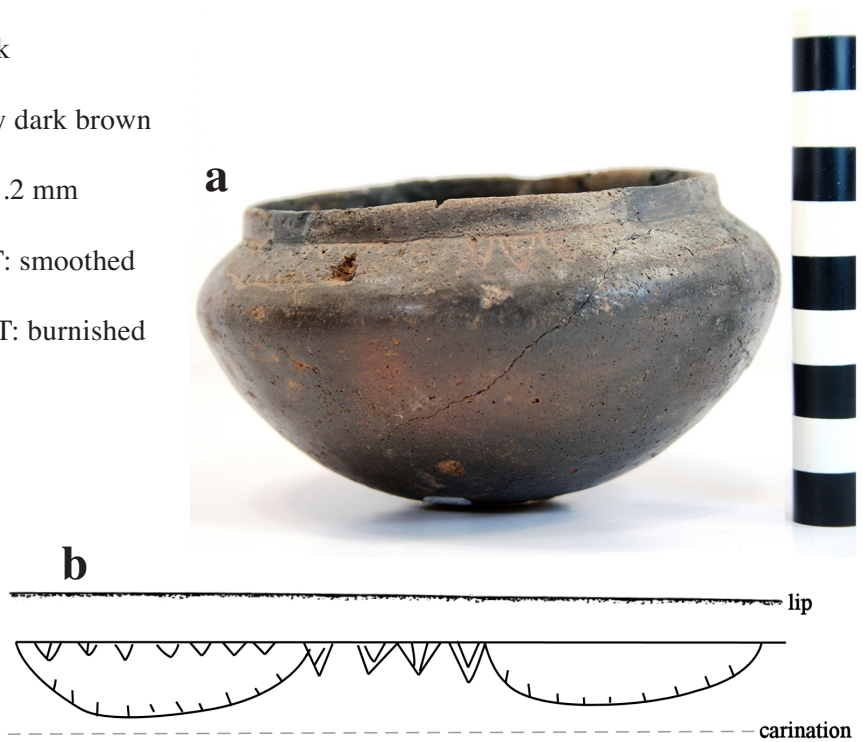 k
y dark brown
.2 mm
T: smoothed
T: burnished
a
b
lip
carination